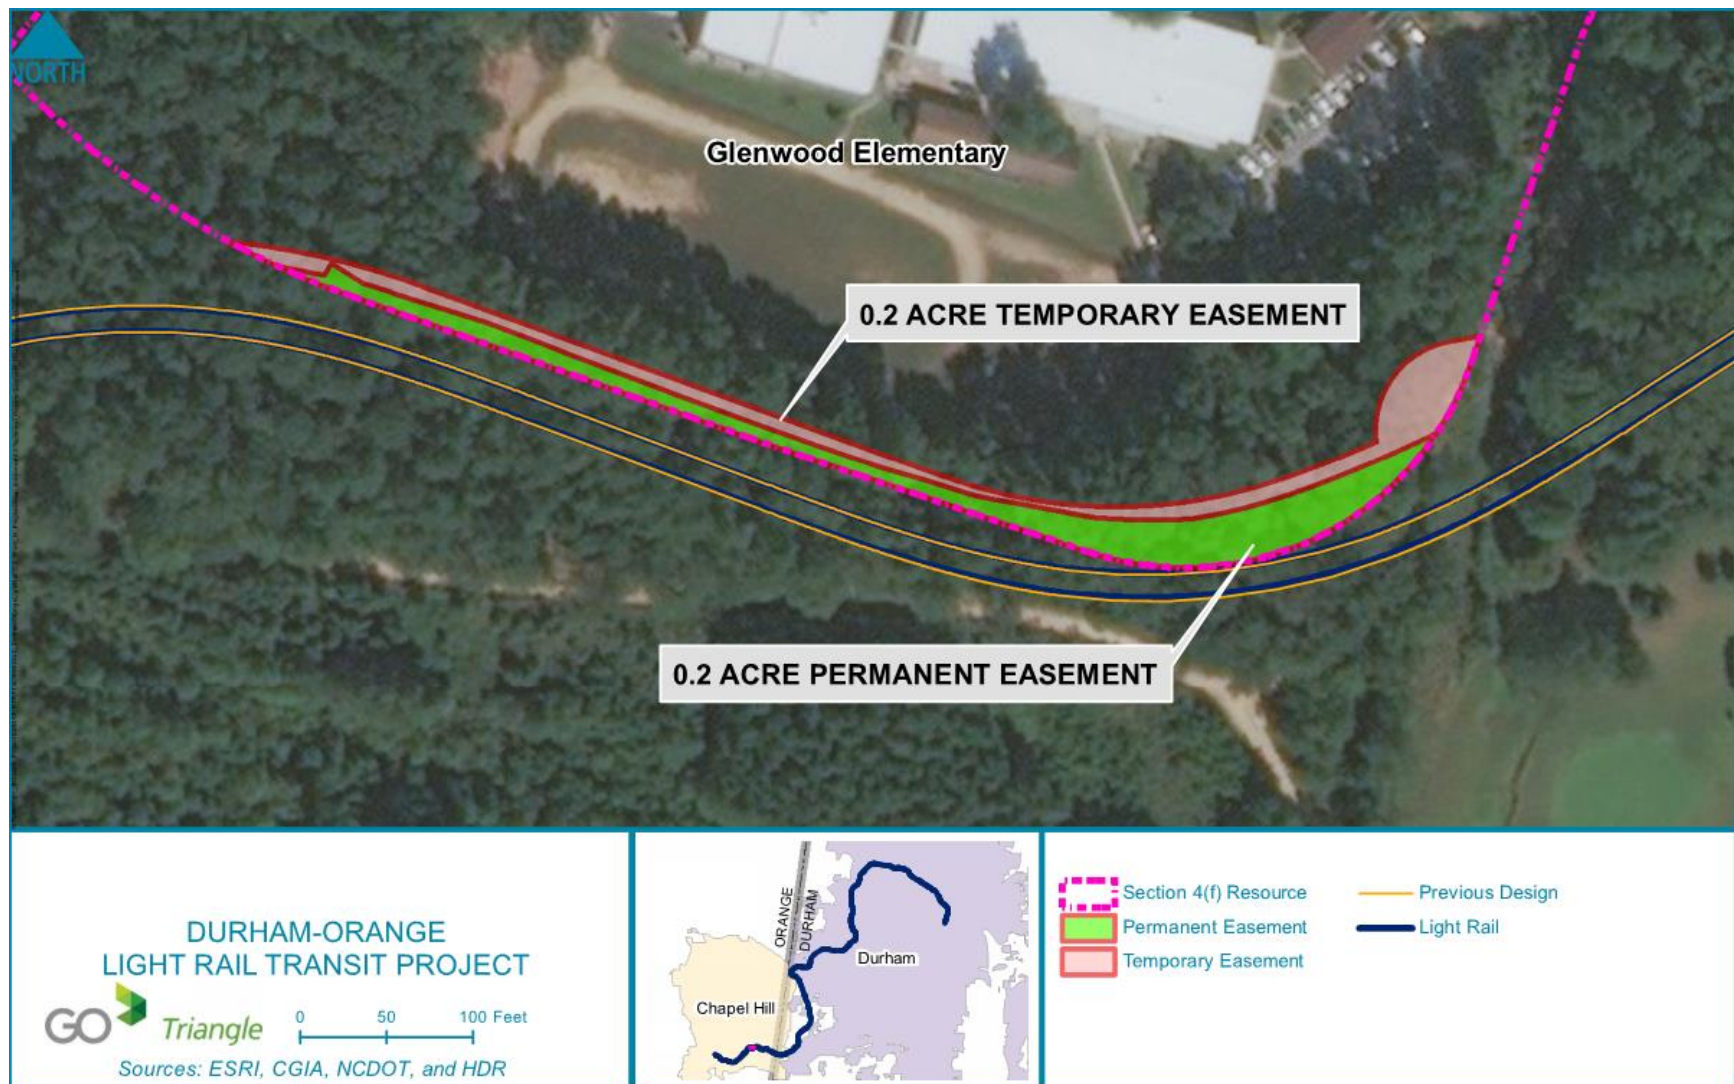 NORTH
Glenwood Elementary
0.2 ACRE TEMPORARY EASEMENT
0.2 ACRE PERMANENT EASEMENT
DURHAM-ORANGE
LIGHT RAIL TRANSIT PROJECT
GO Triangle
0 50 100 Feet
Sources: ESRI, CGIA, NCDOT, and HDR
ORANGE
DURHAM
Durham
Chapel Hill
Section 4(f) Resource
Permanent Easement
Temporary Easement
Previous Design
Light Rail